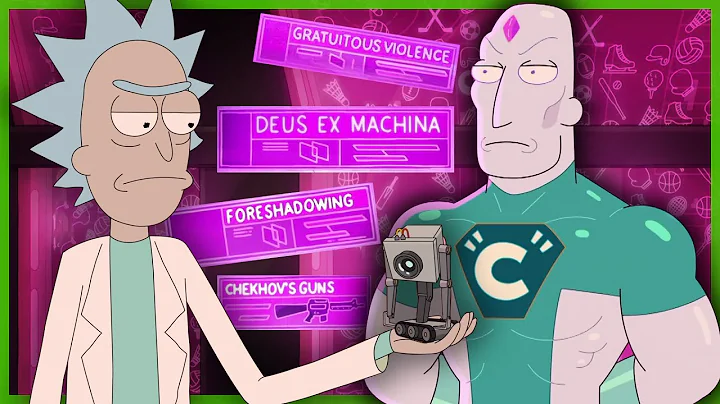 GRATUITOUS VIOLENCE
DEUS EX MACHINA
FORESHADOWING
CHEKHOV'S GUNS
"C"